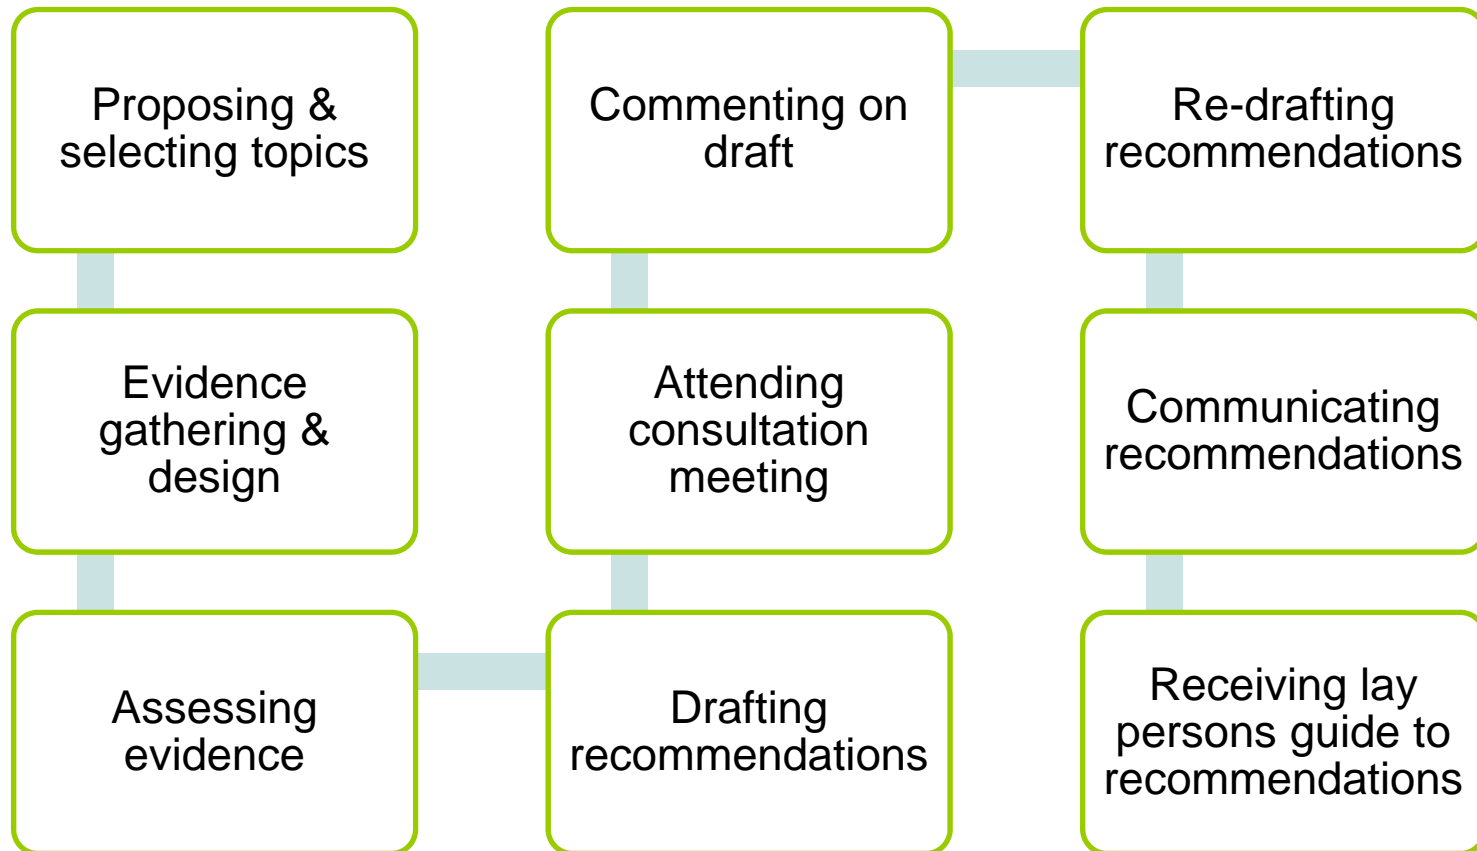 Proposing &
selecting topics
Evidence
gathering &
design
Assessing
evidence
Drafting
recommendations
Attending
consultation
meeting
Commenting on
draft
Re-drafting
recommendations
Communicating
recommendations
Receiving lay
persons guide to
recommendations